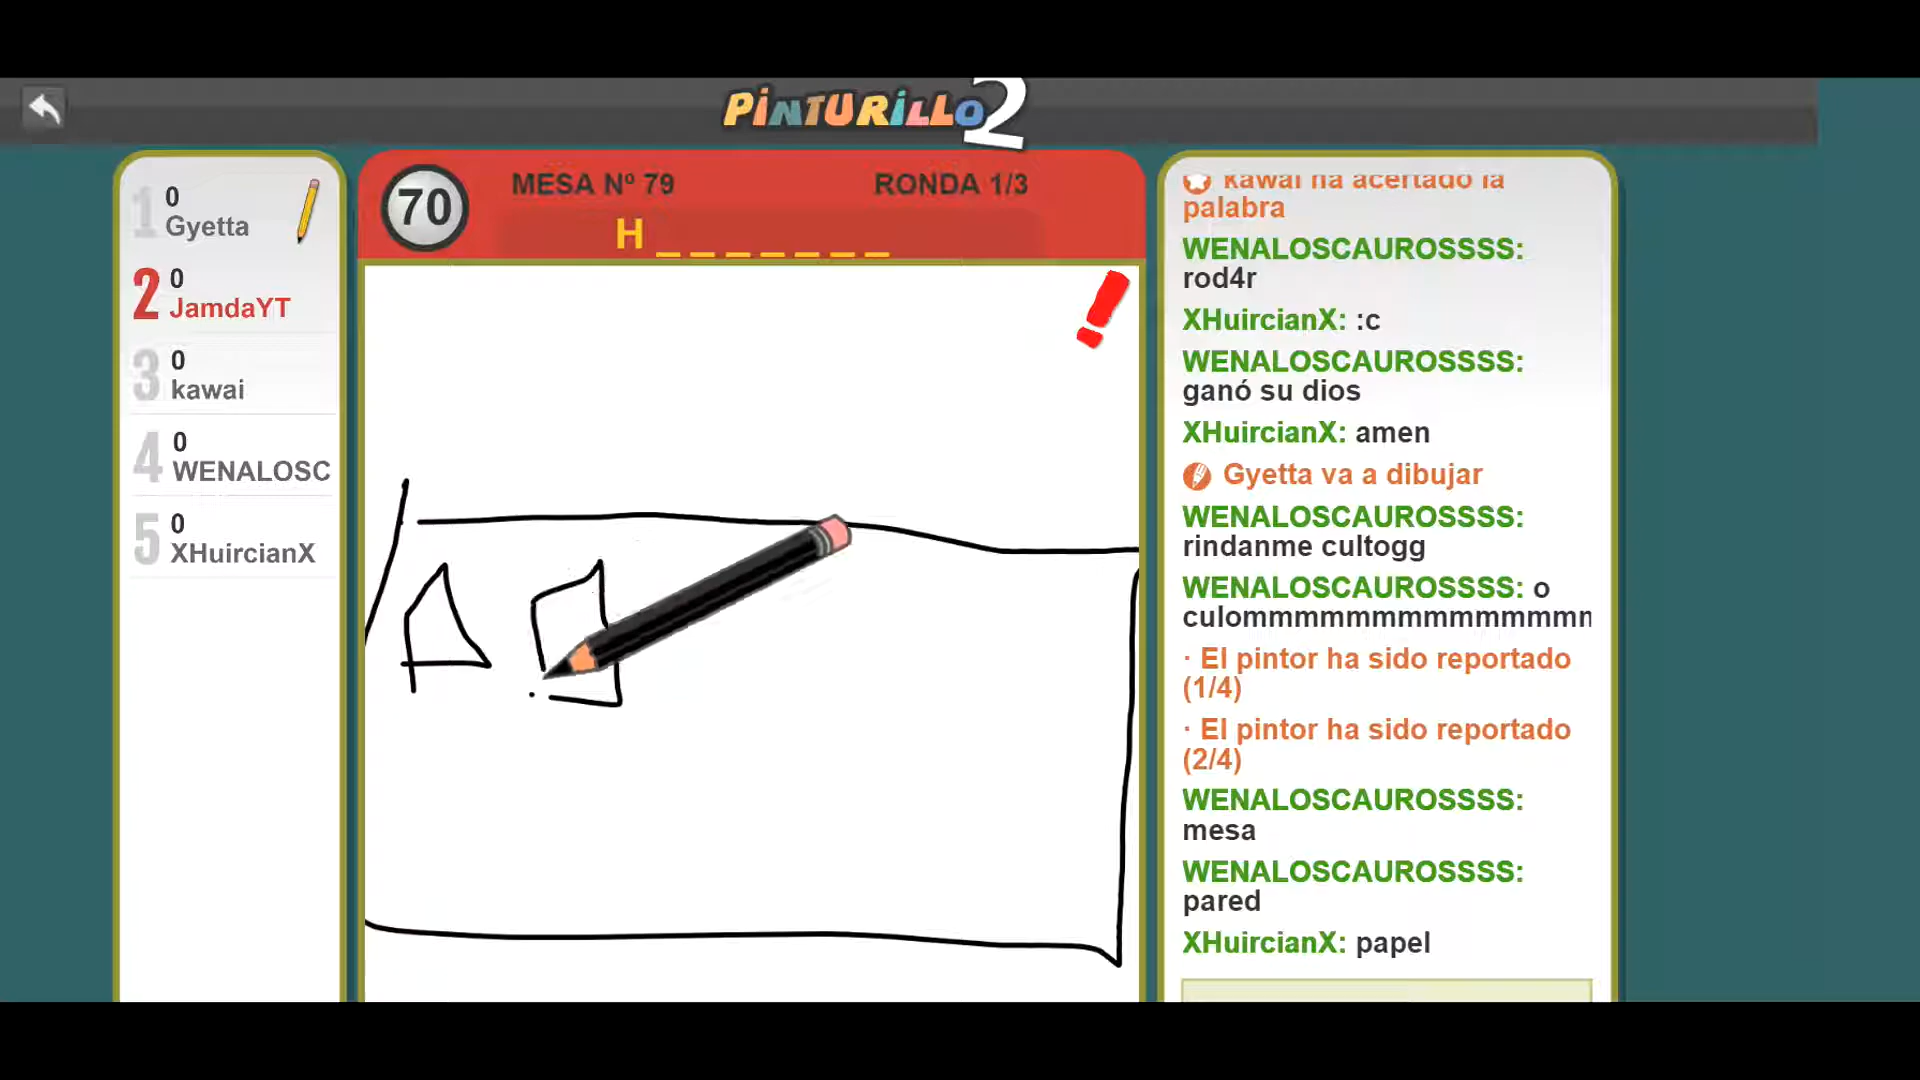 PiNTURiLLO2
1 0
Gyetta
2 0
JamdaYT
3 0
kawai
4 0
WENALOSC
5 0
XHuircianX
70
MESA Nº 79
RONDA 1/3
H _ _ _ _ _ _ _
!
kawai ha acertado la
palabra
WENALOSCAUROSSSS:
rod4r
XHuircianX: :c
WENALOSCAUROSSSS:
ganó su dios
XHuircianX: amen
Gyetta va a dibujar
WENALOSCAUROSSSS:
rindanme cultogg
WENALOSCAUROSSSS: o
culommmmmmmmmmmmmm
· El pintor ha sido reportado
(1/4)
· El pintor ha sido reportado
(2/4)
WENALOSCAUROSSSS:
mesa
WENALOSCAUROSSSS:
pared
XHuircianX: papel